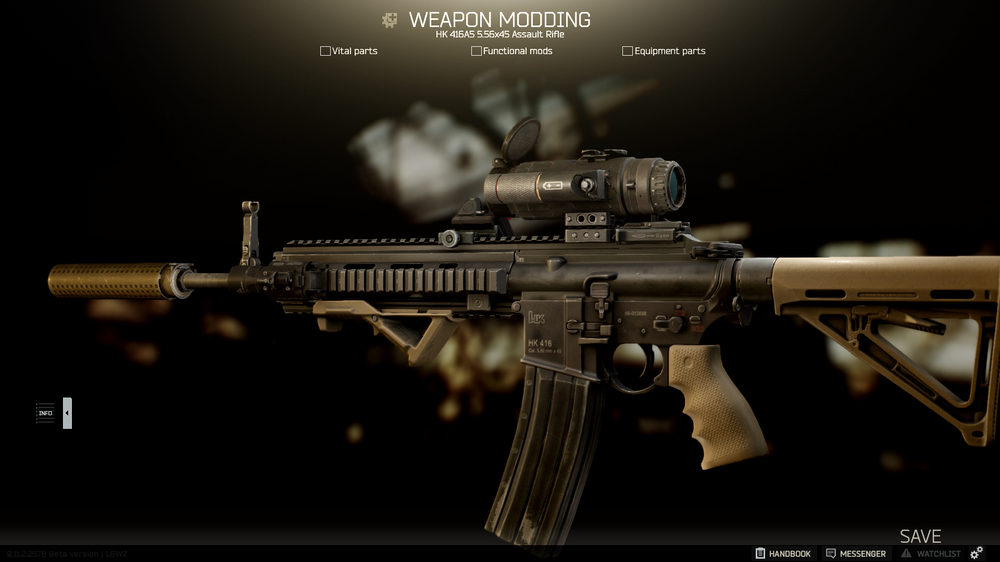 WEAPON MODDING
HK 416A5 5.56x45 Assault Rifle
Vital parts
Functional mods
Equipment parts
HK 416
INFO
SAVE
HANDBOOK
MESSENGER
WATCHLIST